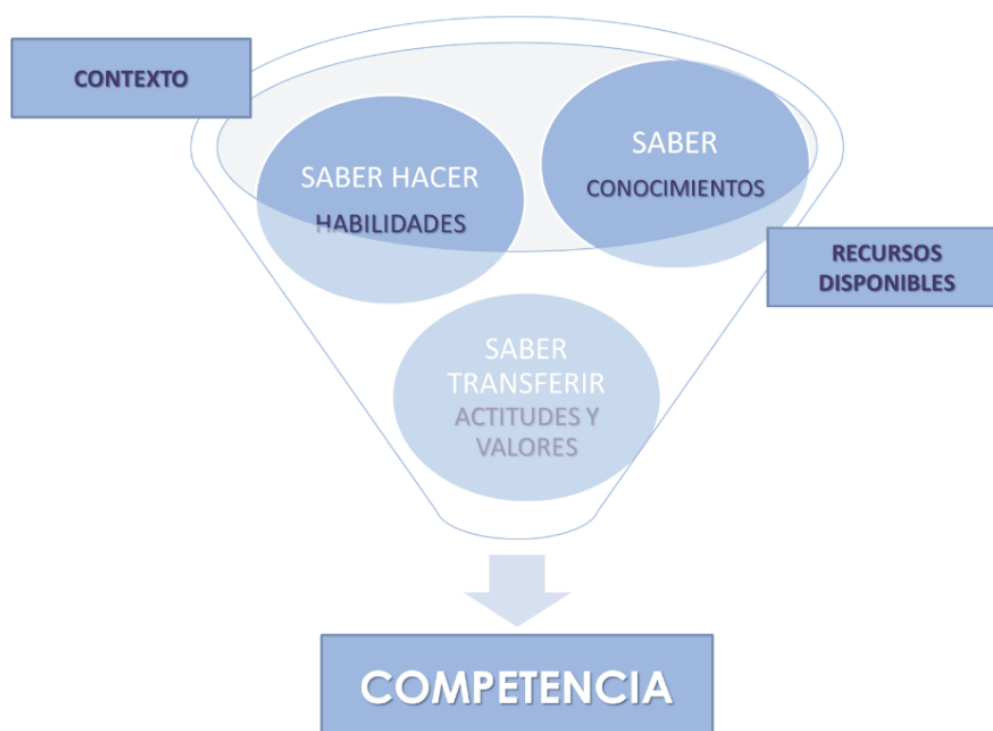 CONTEXTO
SABER HACER
HABILIDADES
SABER
CONOCIMIENTOS
RECURSOS
DISPONIBLES
SABER
TRANSFERIR
ACTITUDES Y
VALORES
COMPETENCIA